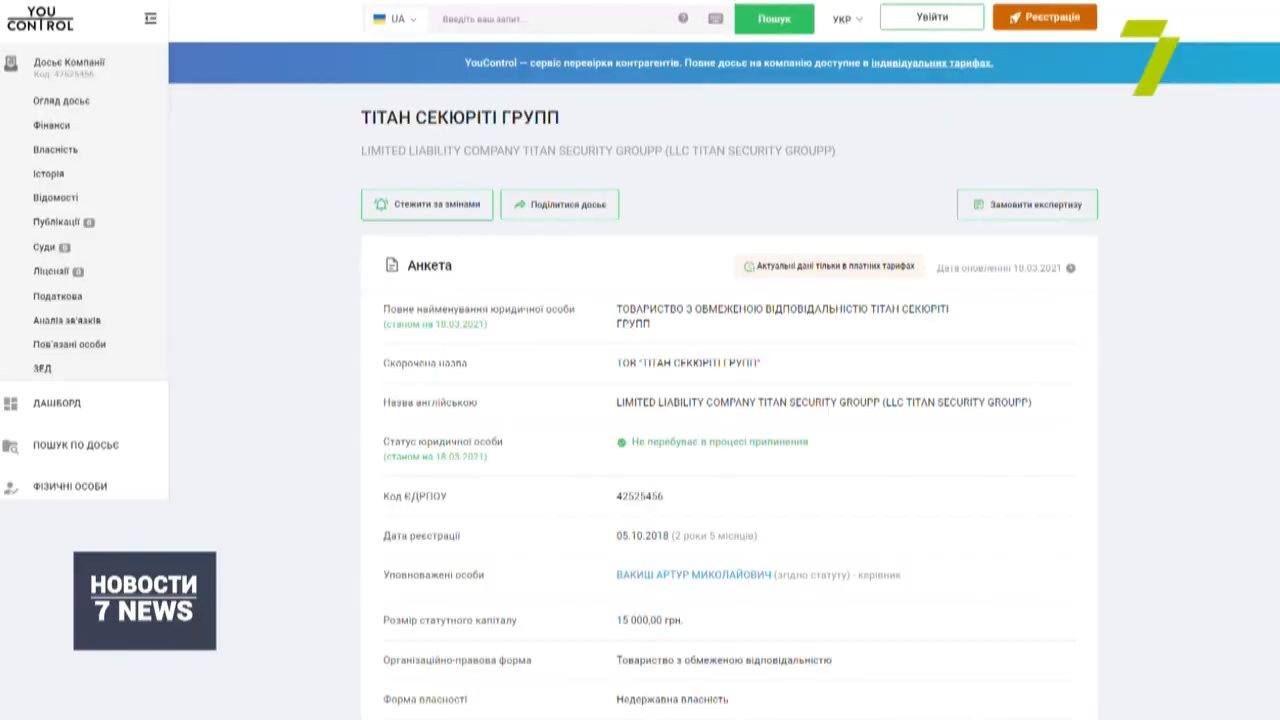 YOU
CONTROL
UA
Введіть ваш запит...
Пошук
УКР
Увійти
Реєстрація
7
Досьє Компанії
Код: 42525456
YouControl — сервіс перевірки контрагентів. Повне досьє на компанію доступне в індивідуальних тарифах.
Огляд досьє
Фінанси
Власність
Історія
Відомості
Публікації 0
Суди 0
Ліцензії 0
Податкова
Аналіз зв'язків
Пов'язані особи
ЗЕД
ДАШБОРД
ПОШУК ПО ДОСЬЄ
ФІЗИЧНІ ОСОБИ
ТІТАН СЕКЮРІТІ ГРУПП
LIMITED LIABILITY COMPANY TITAN SECURITY GROUPP (LLC TITAN SECURITY GROUPP)
Стежити за змінами
Поділитися досьє
Замовити експертизу
Анкета
Актуальні дані тільки в платних тарифах
Дата оновлення 18.03.2021
Повне найменування юридичної особи
(станом на 18.03.2021)
ТОВАРИСТВО З ОБМЕЖЕНОЮ ВІДПОВІДАЛЬНІСТЮ ТІТАН СЕКЮРІТІ
ГРУПП
Скорочена назва
ТОВ "ТІТАН СЕКЮРІТІ ГРУПП"
Назва англійською
LIMITED LIABILITY COMPANY TITAN SECURITY GROUPP (LLC TITAN SECURITY GROUPP)
Статус юридичної особи
(станом на 18.03.2021)
Не перебуває в процесі припинення
Код ЄДРПОУ
42525456
Дата реєстрації
05.10.2018 (2 роки 5 місяців)
Уповноважені особи
ВАКИШ АРТУР МИКОЛАЙОВИЧ (згідно статуту) - керівник
Розмір статутного капіталу
15 000,00 грн.
Організаційно-правова форма
Товариство з обмеженою відповідальністю
Форма власності
Недержавна власність
НОВОСТИ
7 NEWS